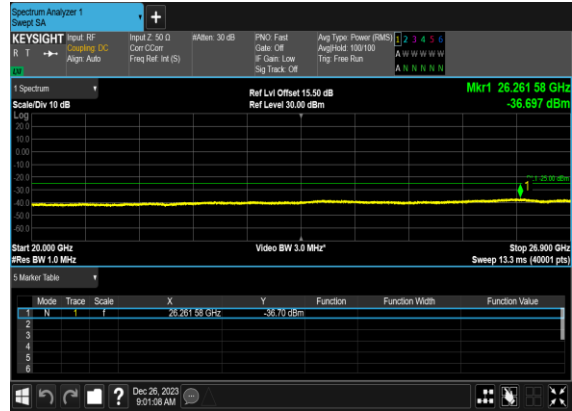 Spectrum Analyzer 1
Swept SA
+
KEYSIGHT Input: RF Input Z: 50 Ω #Atten: 30 dB PNO: Fast Avg Type: Power (RMS) 1 2 3 4 5 6
R T Coupling: DC Corr CCorr Gate: Off Avg|Hold: 100/100 A W W W W W
Align: Auto Freq Ref: Int (S) IF Gain: Low Trig: Free Run
Sig Track: Off A N N N N N
1 Spectrum Ref Lvl Offset 15.50 dB Mkr1 26.261 58 GHz
Scale/Div 10 dB Ref Level 30.00 dBm -36.697 dBm
Log
20.0
10.0
0.00
-10.0
-20.0
-30.0
-40.0
-50.0
-60.0
1
Start 20.000 GHz Video BW 3.0 MHz* Stop 26.900 GHz
#Res BW 1.0 MHz Sweep 13.3 ms (40001 pts)
5 Marker Table
Mode Trace Scale X Y Function Function Width Function Value
1 N 1 f 26.261 58 GHz -36.70 dBm
2
3
4
5
6
? Dec 26, 2023
9:01:08 AM